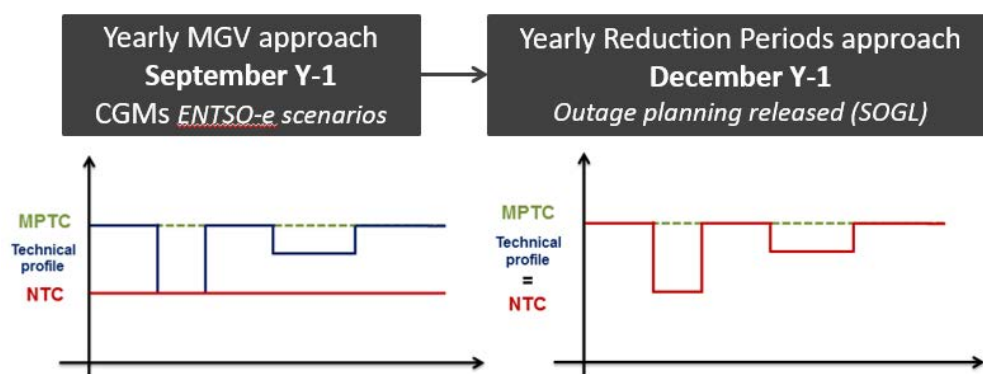 Yearly MGV approach
September Y-1
CGMs ENTSO-e scenarios
Yearly Reduction Periods approach
December Y-1
Outage planning released (SOGL)
MPTC
Technical
profile
NTC
MPTC
Technical
profile
=
NTC